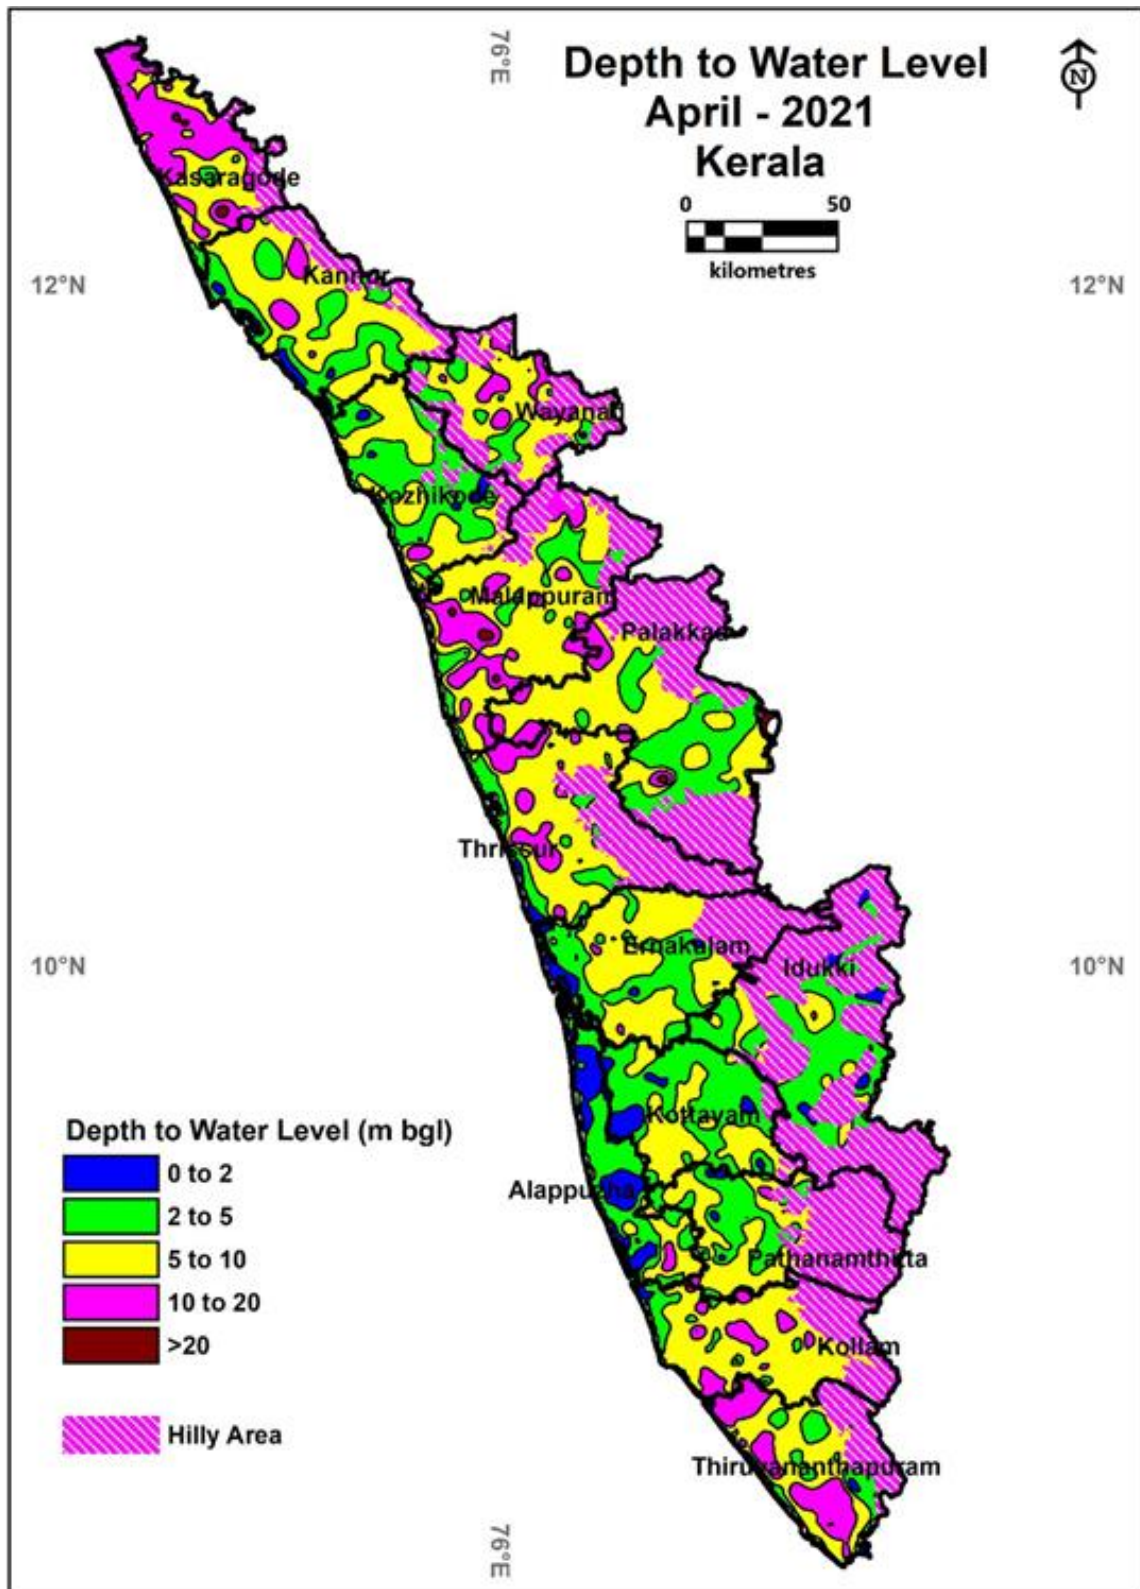 76°E
Depth to Water Level
April - 2021
Kerala
N
0 50
kilometres
Kasaragode
12°N
Kannur
12°N
Wayanad
Kozhikode
Malappuram
Palakkad
Thrissur
Ernakulam
10°N
Idukki
10°N
Kottayam
Alappuzha
Pathanamthitta
Kollam
Thiruvananthapuram
Depth to Water Level (m bgl)
0 to 2
2 to 5
5 to 10
10 to 20
>20
Hilly Area
76°E